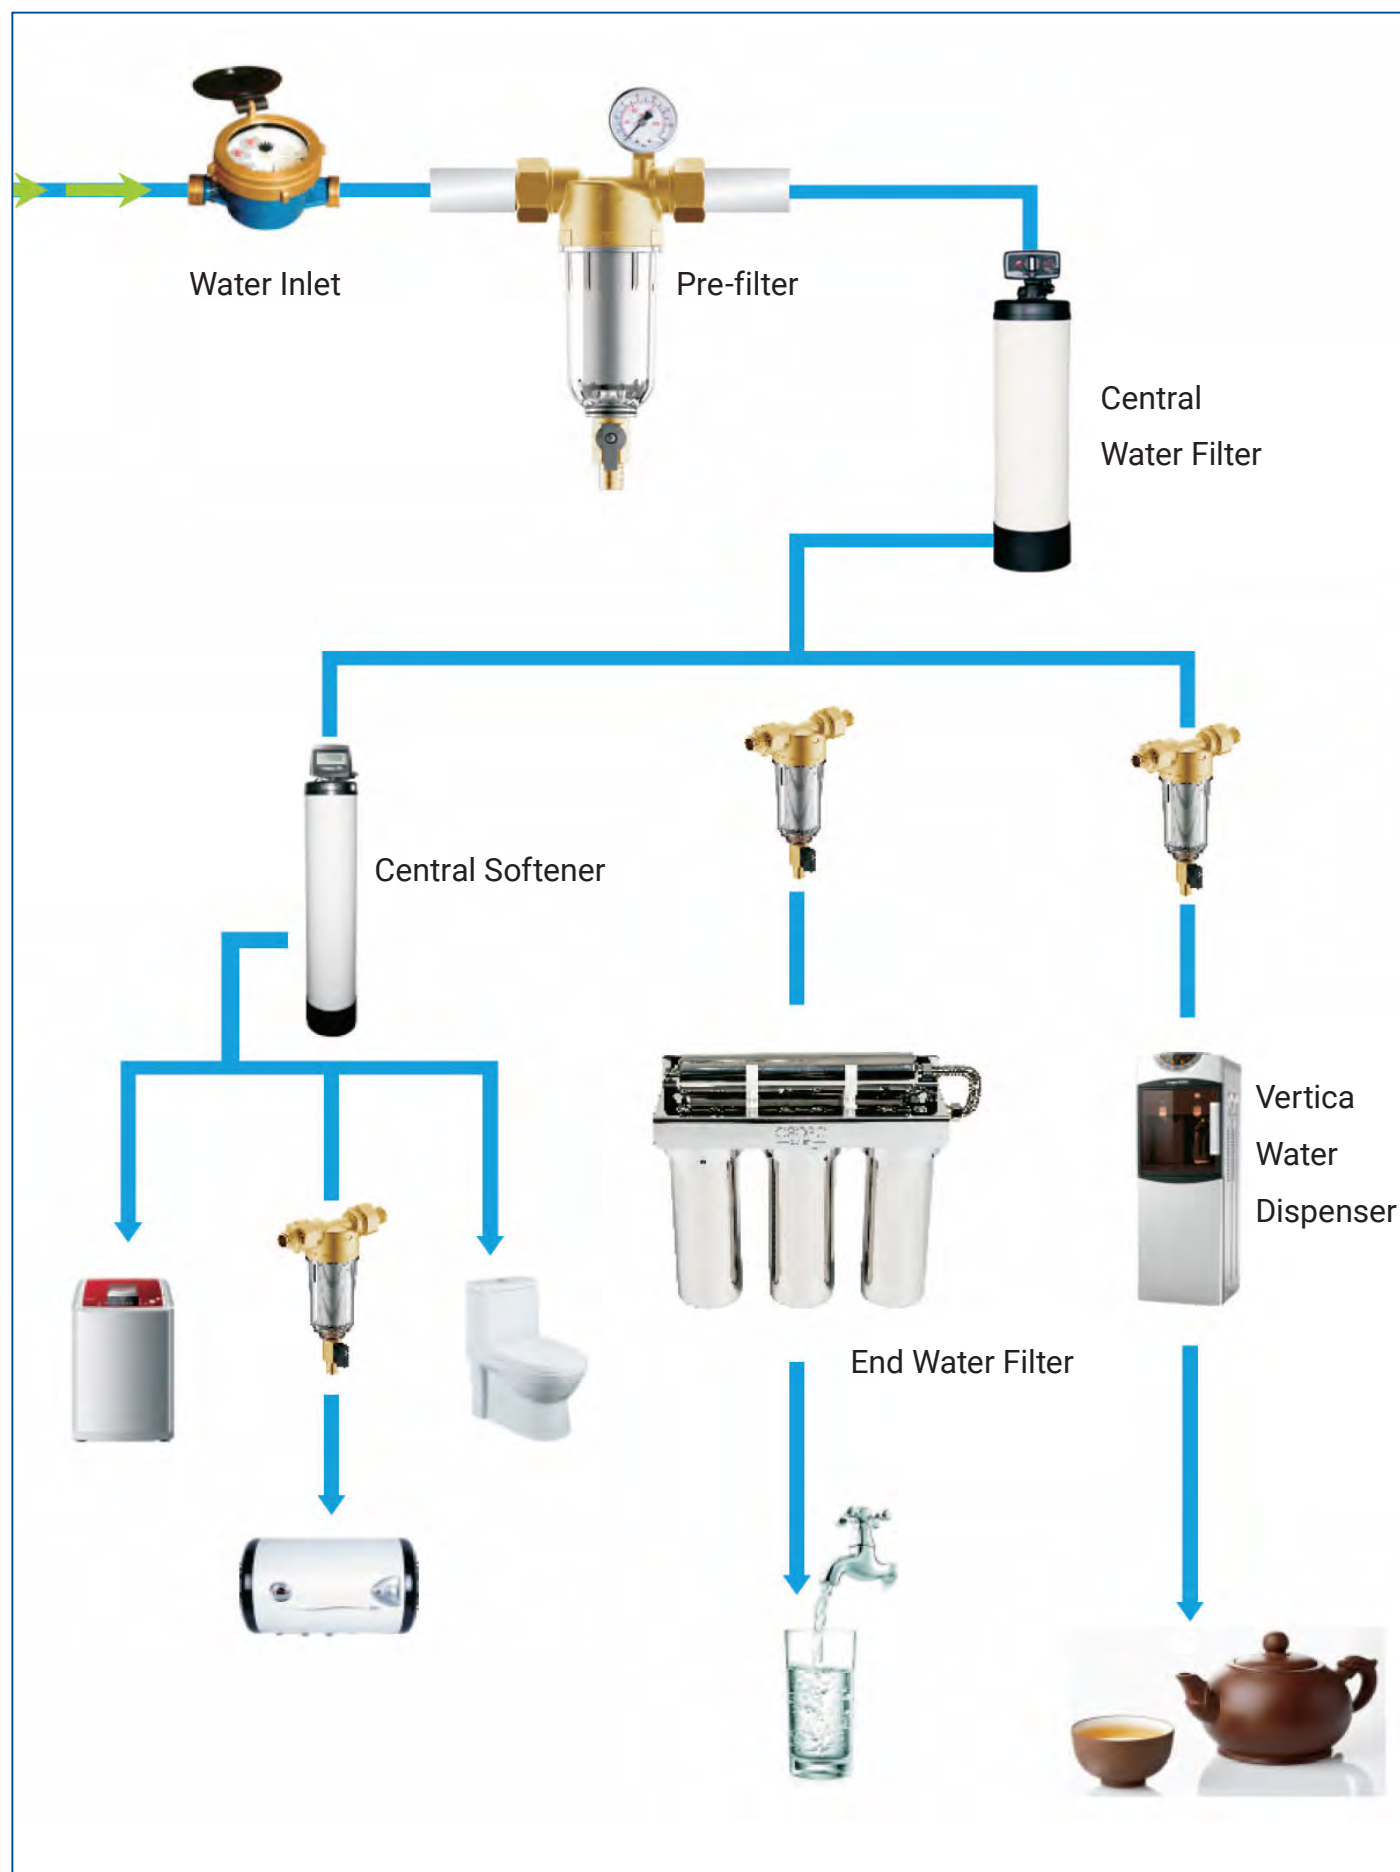 Water Inlet
Pre-filter
Central
Water Filter
Central Softener
Vertica
Water
Dispenser
End Water Filter